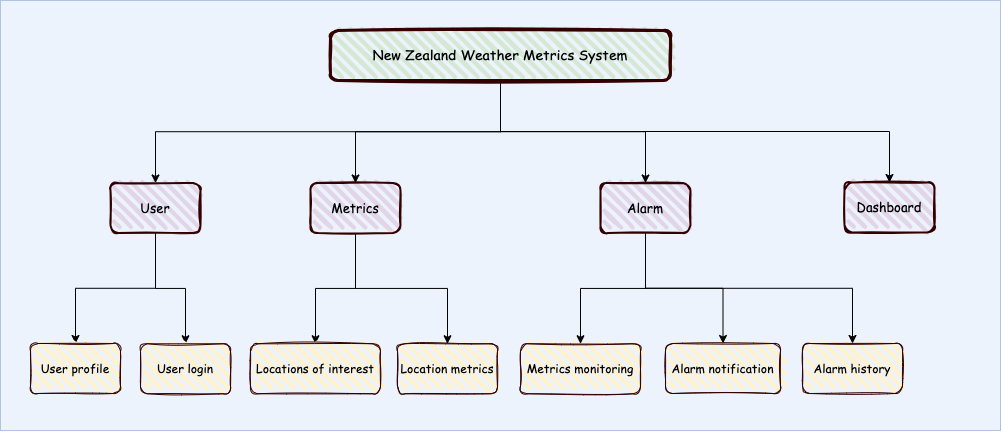 New Zealand Weather Metrics System
User
Metrics
Alarm
Dashboard
User profile
User login
Locations of interest
Location metrics
Metrics monitoring
Alarm notification
Alarm history